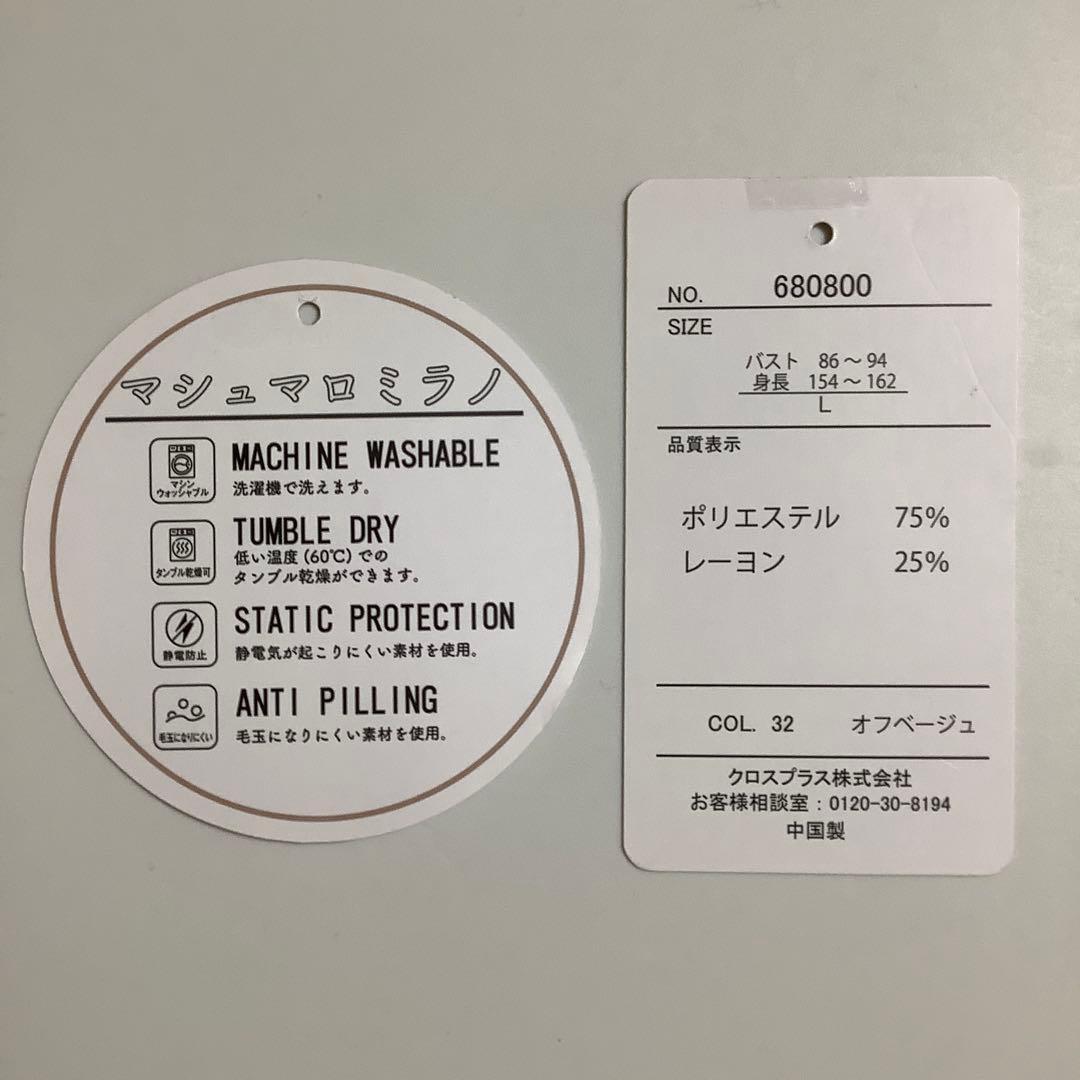 マシュマロミラノ
マシン
ウォッシャブル
MACHINE WASHABLE
洗濯機で洗えます。
タンブル乾燥可
TUMBLE DRY
低い温度(60℃)での
タンブル乾燥ができます。
静電防止
STATIC PROTECTION
静電気が起こりにくい素材を使用。
毛玉になりにくい
ANTI PILLING
毛玉になりにくい素材を使用。
NO. 680800
SIZE
バスト 86～94
身長 154～162
L
品質表示
ポリエステル 75%
レーヨン 25%
COL. 32 オフベージュ
クロスプラス株式会社
お客様相談室：0120-30-8194
中国製